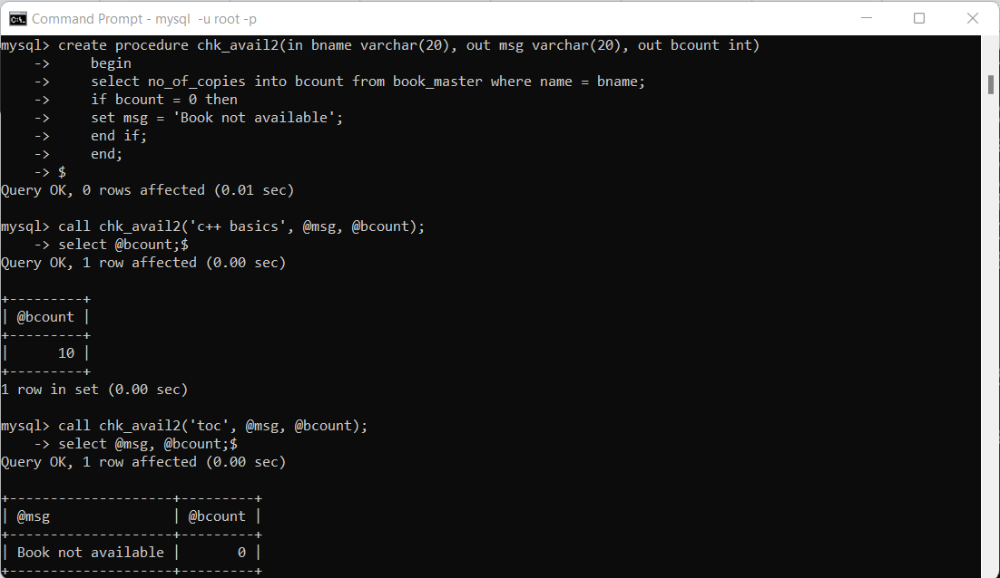 Command Prompt - mysql  -u root -p
mysql> create procedure chk_avail2(in bname varchar(20), out msg varchar(20), out bcount int)
    ->     begin
    ->     select no_of_copies into bcount from book_master where name = bname;
    ->     if bcount = 0 then
    ->     set msg = 'Book not available';
    ->     end if;
    ->     end;
    -> $
Query OK, 0 rows affected (0.01 sec)
mysql> call chk_avail2('c++ basics', @msg, @bcount);
    -> select @bcount;$
Query OK, 1 row affected (0.00 sec)
+---------+
| @bcount |
+---------+
|      10 |
+---------+
1 row in set (0.00 sec)
mysql> call chk_avail2('toc', @msg, @bcount);
    -> select @msg, @bcount;$
Query OK, 1 row affected (0.00 sec)
+--------------------+---------+
| @msg               | @bcount |
+--------------------+---------+
| Book not available |       0 |
+--------------------+---------+